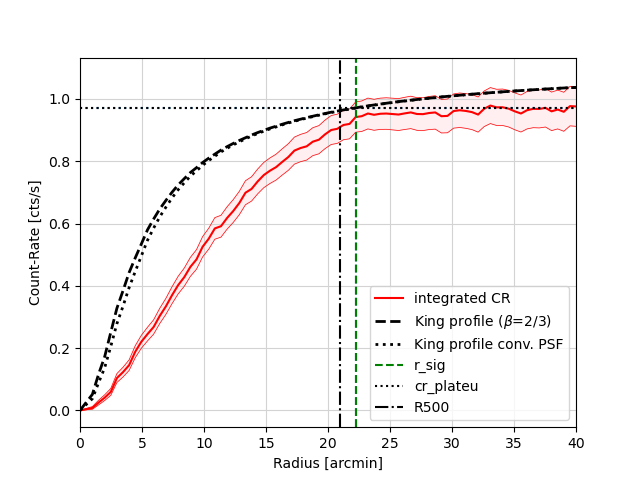 Count-Rate [cts/s]
1.0
0.8
0.6
0.4
0.2
0.0
integrated CR
King profile (β=2/3)
King profile conv. PSF
r_sig
cr_plateu
R500
0 5 10 15 20 25 30 35 40
Radius [arcmin]